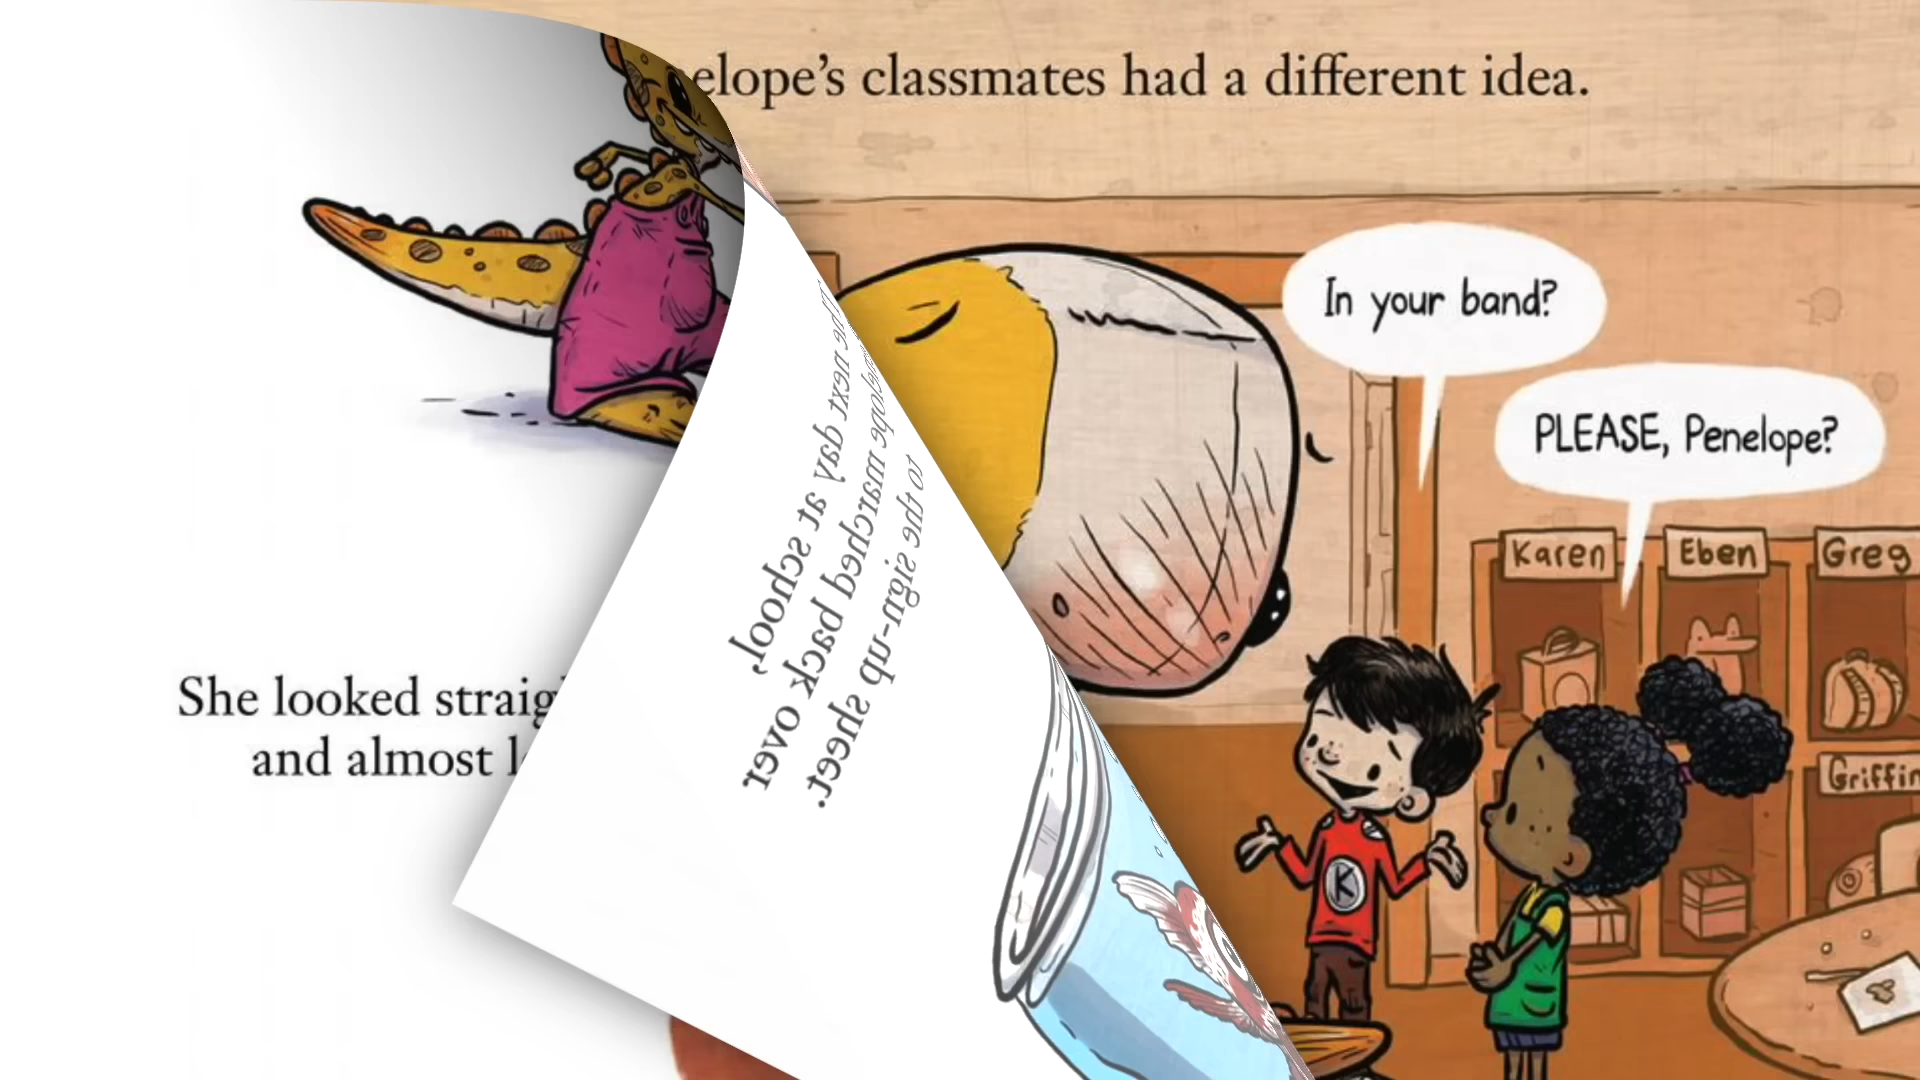 elope's classmates had a different idea.
In your band?
PLEASE, Penelope?
Karen
Eben
Greg
Griffin
K
She looked straig
and almost l
The next day at school,
Penelope marched back over
to the sign-up sheet.